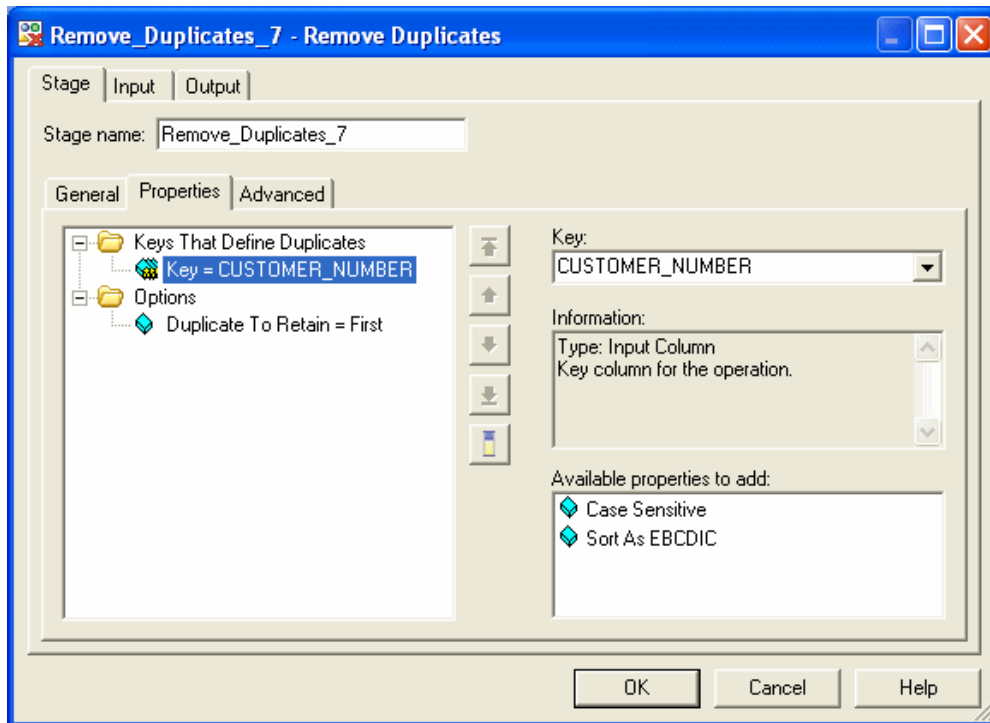 Remove_Duplicates_7 - Remove Duplicates
Stage Input Output
Stage name: Remove_Duplicates_7
General Properties Advanced
Keys That Define Duplicates
Key = CUSTOMER_NUMBER
Options
Duplicate To Retain = First
Key:
CUSTOMER_NUMBER
Information:
Type: Input Column
Key column for the operation.
Available properties to add:
Case Sensitive
Sort As EBCDIC
OK Cancel Help